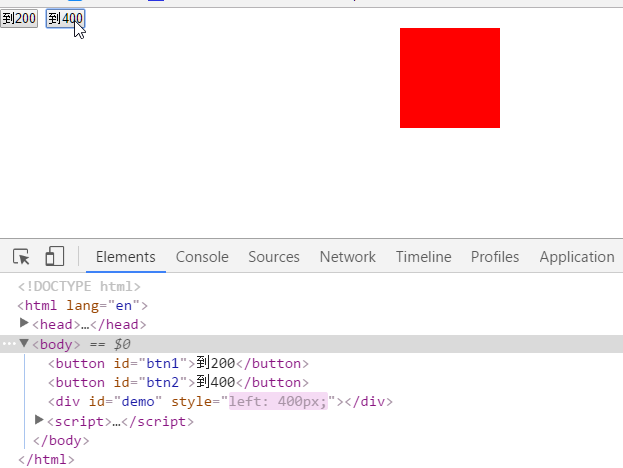 到200 到400
Elements Console Sources Network Timeline Profiles Application
<!DOCTYPE html>
<html lang="en">
<head>…</head>
<body> == $0
<button id="btn1">到200</button>
<button id="btn2">到400</button>
<div id="demo" style="left: 400px;"></div>
<script>…</script>
</body>
</html>